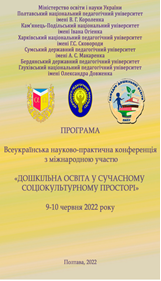 Міністерство освіти і науки України
Полтавський національний педагогічний університет
імені В. Г. Короленка
Кам'янець-Подільський національний університет
імені Івана Огієнка
Харківський національний педагогічний університет
імені Г.С. Сковороди
Сумський державний педагогічний університет
імені А. С. Макаренка
Бердянський державний педагогічний університет
Глухівський національний педагогічний університет
імені Олександра Довженка
ПРОГРАМА
Всеукраїнська науково-практична конференція
з міжнародною участю
«ДОШКІЛЬНА ОСВІТА У СУЧАСНОМУ
СОЦІОКУЛЬТУРНОМУ ПРОСТОРІ»
9-10 червня 2022 року
Полтава, 2022